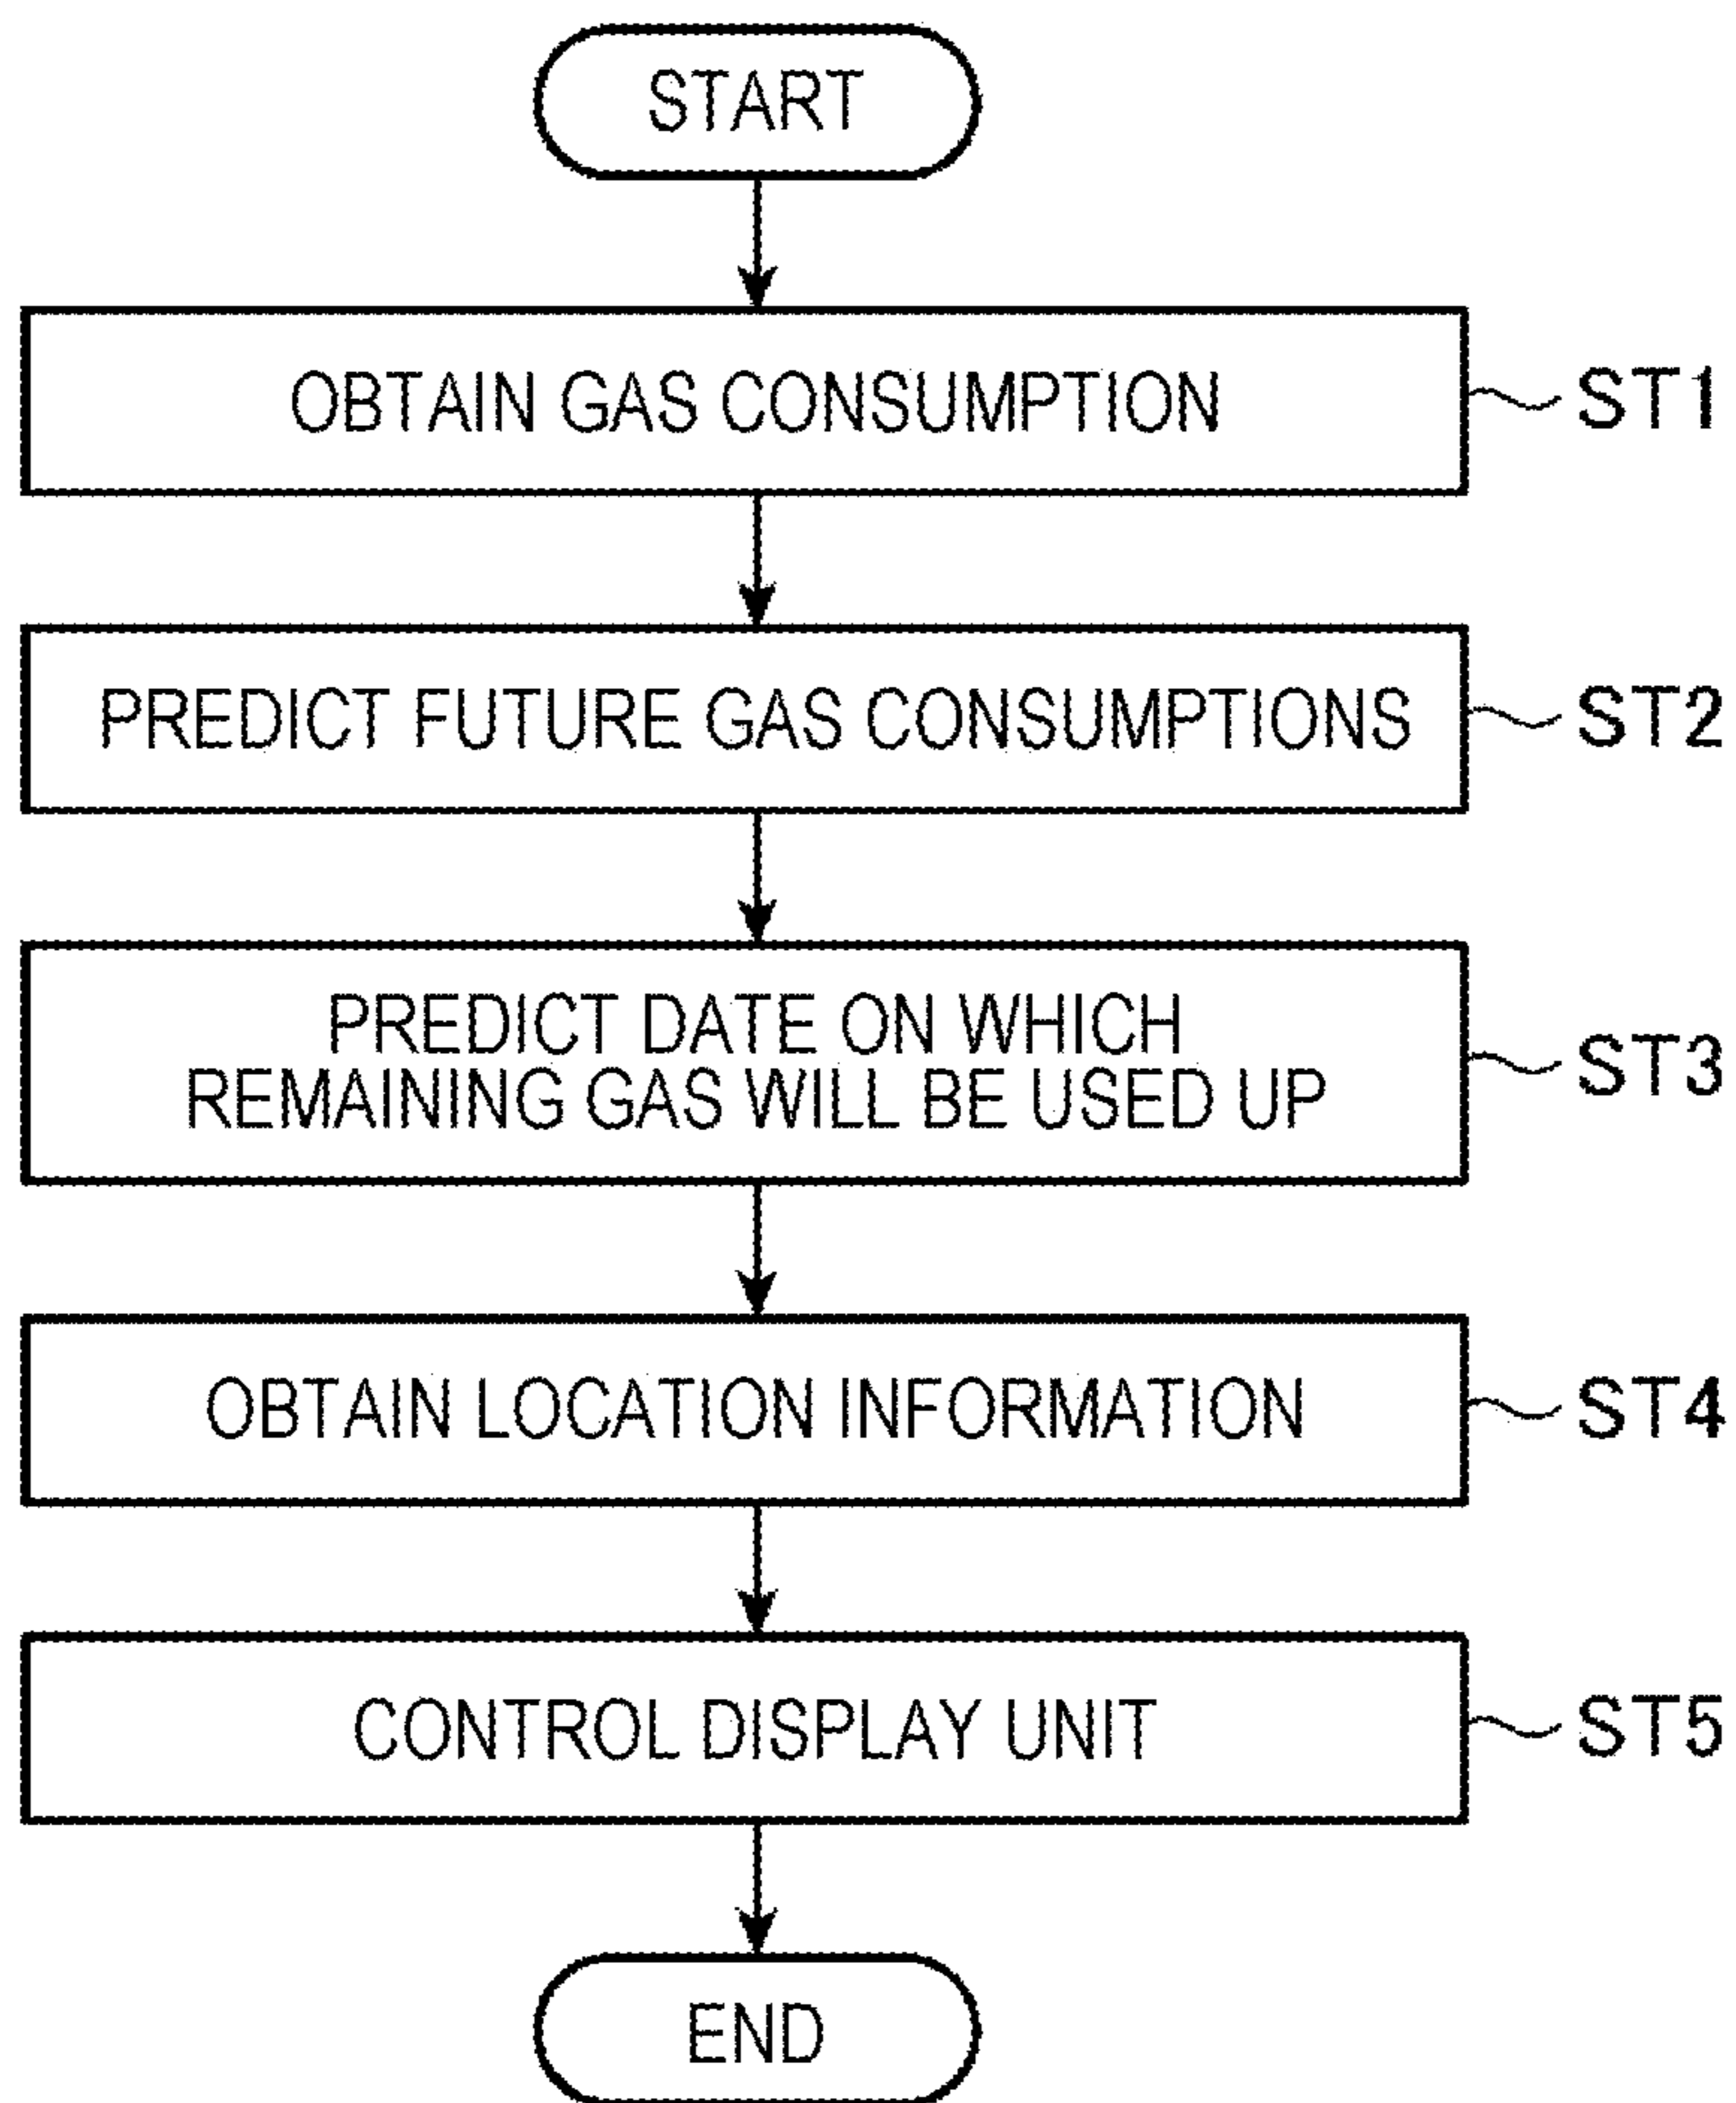 START
OBTAIN GAS CONSUMPTION
ST1
PREDICT FUTURE GAS CONSUMPTIONS
ST2
PREDICT DATE ON WHICH
REMAINING GAS WILL BE USED UP
ST3
OBTAIN LOCATION INFORMATION
ST4
CONTROL DISPLAY UNIT
ST5
END